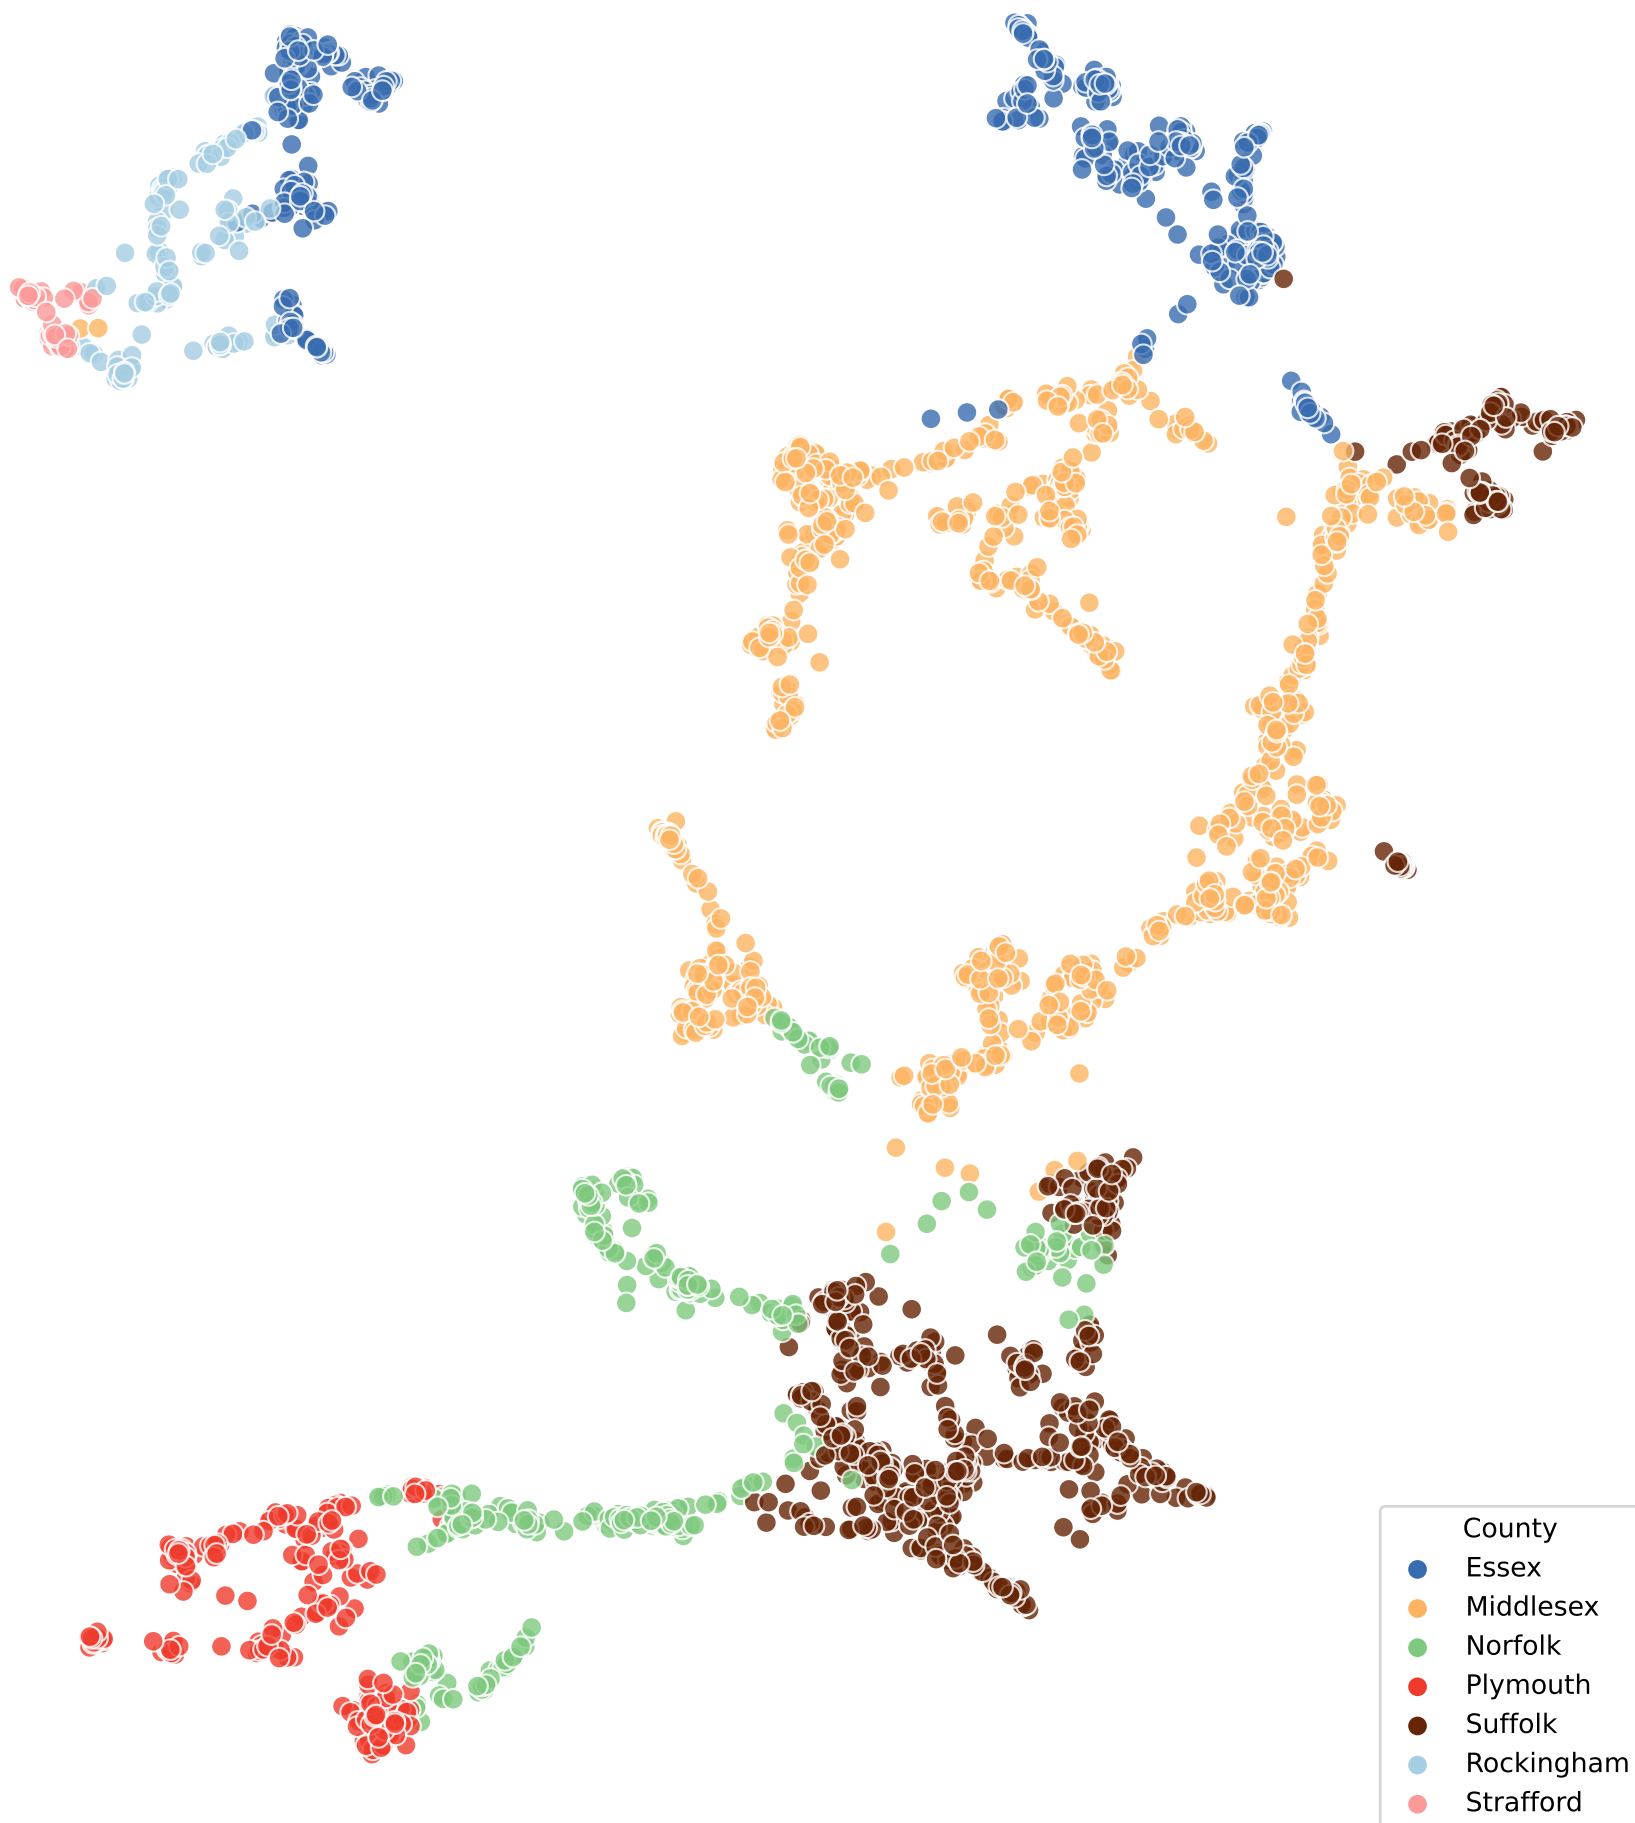 County
Essex
Middlesex
Norfolk
Plymouth
Suffolk
Rockingham
Strafford